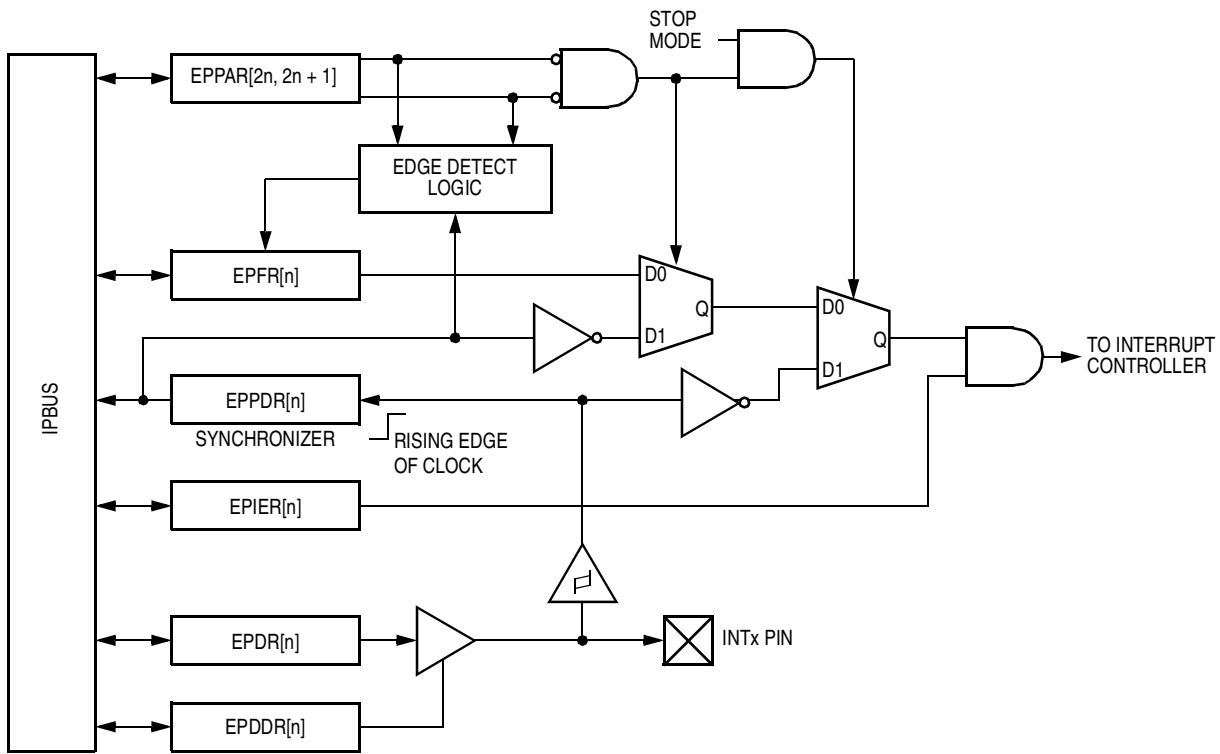 STOP
MODE
EPPAR[2n, 2n + 1]
EDGE DETECT
LOGIC
EPFR[n]
D0
Q
D1
D0
Q
D1
TO INTERRUPT
CONTROLLER
IPBUS
EPPDR[n]
SYNCHRONIZER
RISING EDGE
OF CLOCK
EPIER[n]
EPDR[n]
INTx PIN
EPDDR[n]